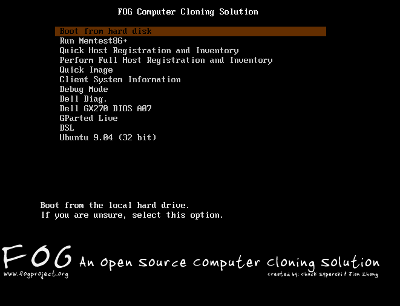 FOG Computer Cloning Solution
Boot from hard disk
Run Memtest86+
Quick Host Registration and Inventory
Perform Full Host Registration and Inventory
Quick Image
Client System Information
Debug Mode
Dell Diag.
Dell GX270 BIOS A07
GParted Live
DSL
Ubuntu 9.04 (32 bit)
Boot from the local hard drive.
If you are unsure, select this option.
FOG An Open Source Computer Cloning Solution
www.fogproject.org
Created by: Chuck Syperski & Jian Zhang